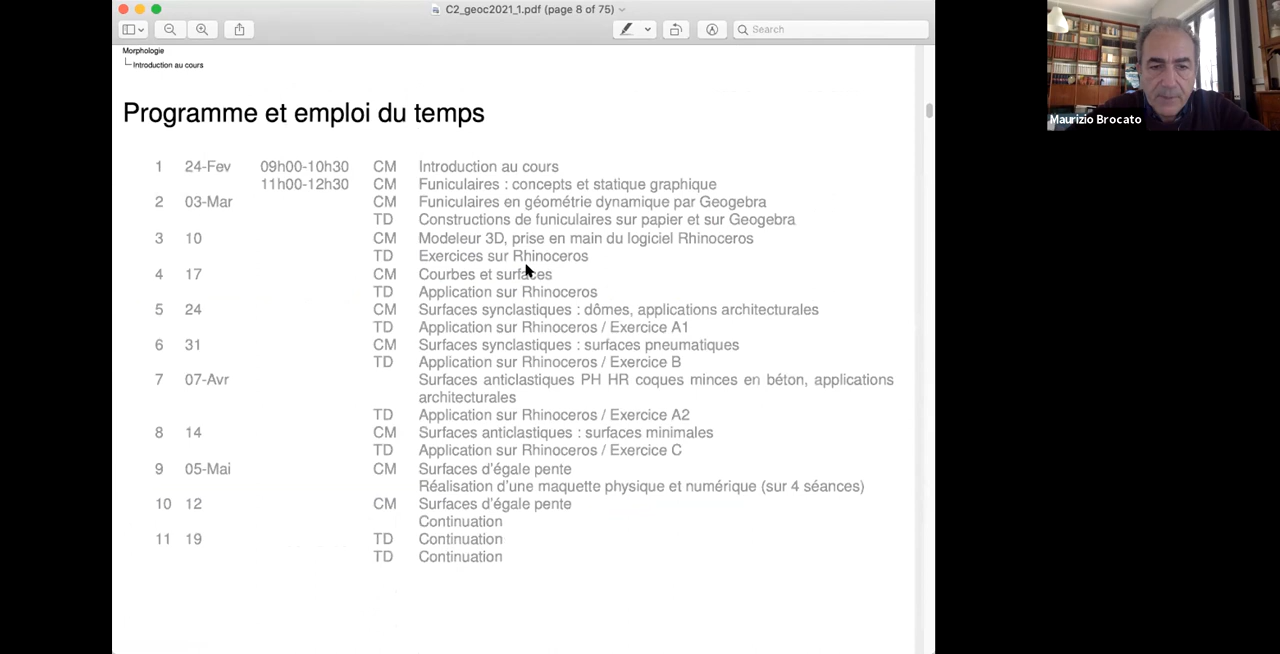 C2_geoc2021_1.pdf (page 8 of 75)
Search
Morphologie
Introduction au cours
Programme et emploi du temps
1 24-Fev 09h00-10h30 CM Introduction au cours
11h00-12h30 CM Funiculaires : concepts et statique graphique
2 03-Mar CM Funiculaires en géométrie dynamique par Geogebra
TD Constructions de funiculaires sur papier et sur Geogebra
3 10 CM Modeleur 3D, prise en main du logiciel Rhinoceros
TD Exercices sur Rhinoceros
4 17 CM Courbes et surfaces
TD Application sur Rhinoceros
5 24 CM Surfaces synclastiques : dômes, applications architecturales
TD Application sur Rhinoceros / Exercice A1
6 31 CM Surfaces synclastiques : surfaces pneumatiques
TD Application sur Rhinoceros / Exercice B
7 07-Avr Surfaces anticlastiques PH HR coques minces en béton, applications
architecturales
TD Application sur Rhinoceros / Exercice A2
8 14 CM Surfaces anticlastiques : surfaces minimales
TD Application sur Rhinoceros / Exercice C
9 05-Mai CM Surfaces d'égale pente
Réalisation d'une maquette physique et numérique (sur 4 séances)
10 12 CM Surfaces d'égale pente
Continuation
11 19 TD Continuation
TD Continuation
Maurizio Brocato